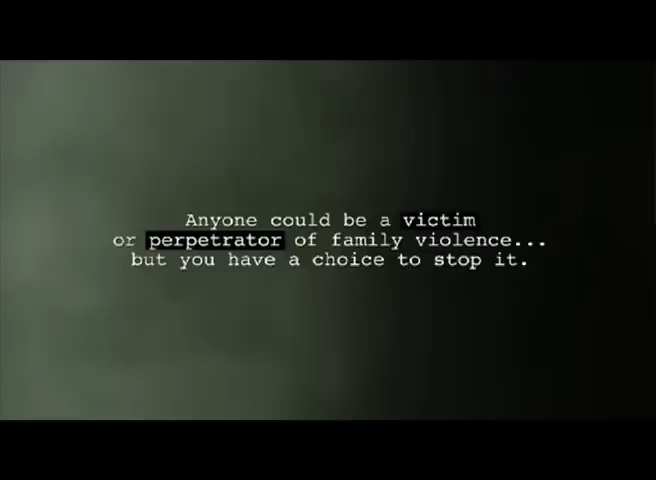 Anyone could be a victim
or perpetrator of family violence...
but you have a choice to stop it.